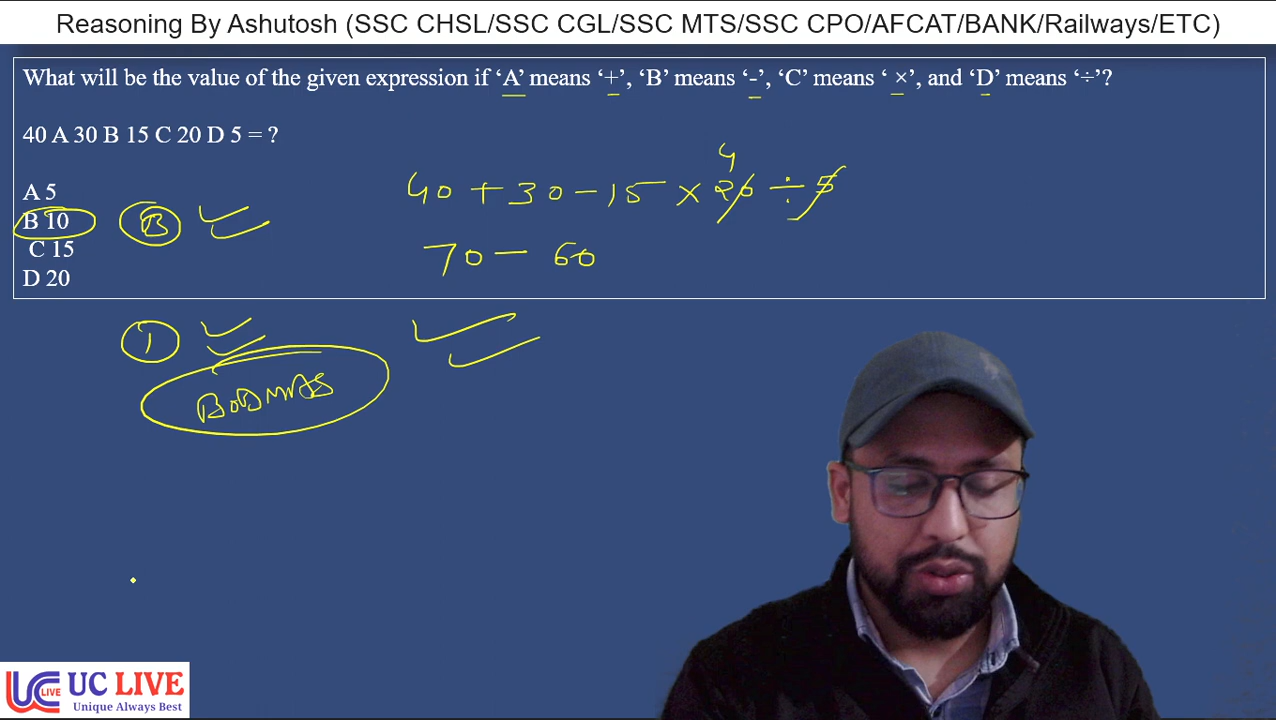 Reasoning By Ashutosh (SSC CHSL/SSC CGL/SSC MTS/SSC CPO/AFCAT/BANK/Railways/ETC)
What will be the value of the given expression if ‘A’ means ‘+’, ‘B’ means ‘-’, ‘C’ means ‘ ×’, and ‘D’ means ‘÷’?
40 A 30 B 15 C 20 D 5 = ?
4
40 + 30 - 15 × 20 ÷ 5
A 5
B 10 B
70 - 60
C 15
D 20
1
BODMAS
LIVE UC LIVE
Unique Always Best